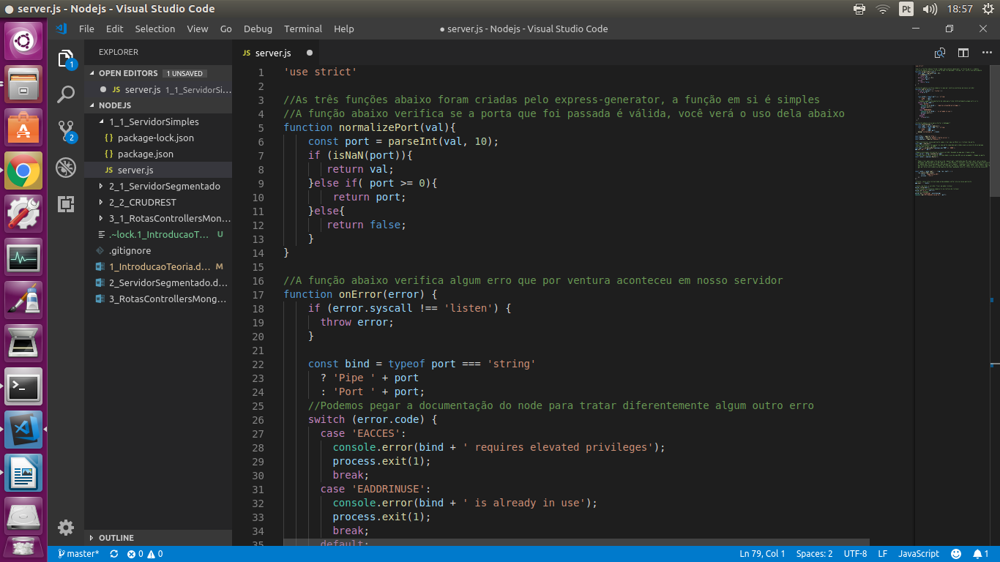 server.js - Nodejs - Visual Studio Code
Pt
18:57
File Edit Selection View Go Debug Terminal Help
● server.js - Nodejs - Visual Studio Code
EXPLORER
OPEN EDITORS 1 UNSAVED
JS server.js 1_1_ServidorSi...
NODEJS
1_1_ServidorSimples
{} package-lock.json
{} package.json
JS server.js
2_1_ServidorSegmentado
2_2_CRUDREST
3_1_RotasControllersMon...
.~lock.1_IntroducaoT... U
.gitignore
1_IntroducaoTeoria.d... M
2_ServidorSegmentado.d...
3_RotasControllersMong...
OUTLINE
1
2
JS server.js ●
1 'use strict'
2
3 //As três funções abaixo foram criadas pelo express-generator, a função em si é simples
4 //A função abaixo verifica se a porta que foi passada é válida, você verá o uso dela abaixo
5 function normalizePort(val){
6 const port = parseInt(val, 10);
7 if (isNaN(port)){
8 return val;
9 }else if( port >= 0){
10 return port;
11 }else{
12 return false;
13 }
14 }
15
16 //A função abaixo verifica algum erro que por ventura aconteceu em nosso servidor
17 function onError(error) {
18 if (error.syscall !== 'listen') {
19 throw error;
20 }
21
22 const bind = typeof port === 'string'
23 ? 'Pipe ' + port
24 : 'Port ' + port;
25 //Podemos pegar a documentação do node para tratar diferentemente algum outro erro
26 switch (error.code) {
27 case 'EACCES':
28 console.error(bind + ' requires elevated privileges');
29 process.exit(1);
30 break;
31 case 'EADDRINUSE':
32 console.error(bind + ' is already in use');
33 process.exit(1);
34 break;
35 default:
master* 0 0
Ln 79, Col 1 Spaces: 2 UTF-8 LF JavaScript 1